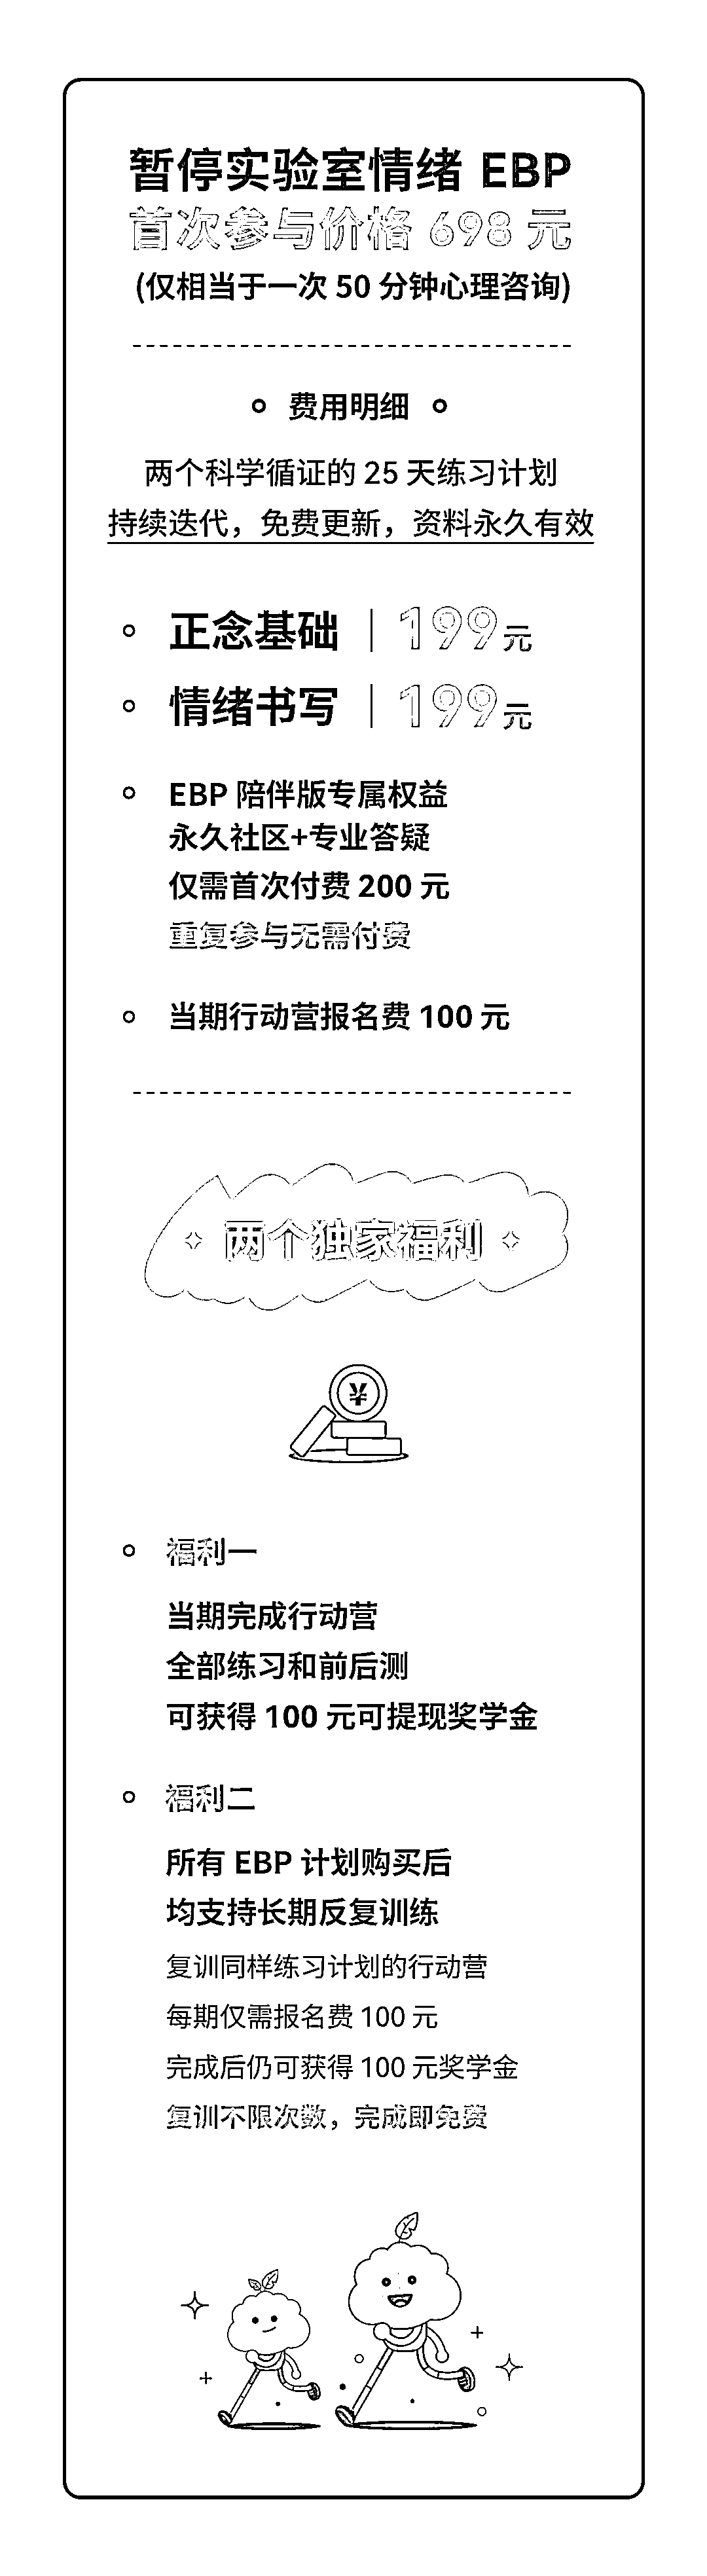 暂停实验室情绪 EBP
首次参与价格 698 元
(仅相当于一次 50 分钟心理咨询)
费用明细
两个科学循证的 25 天练习计划
持续迭代，免费更新，资料永久有效
正念基础 | 199元
情绪书写 | 199元
EBP 陪伴版专属权益
永久社区+专业答疑
仅需首次付费 200 元
重复参与无需付费
当期行动营报名费 100 元
两个独家福利
¥
福利一
当期完成行动营
全部练习和前后测
可获得 100 元可提现奖学金
福利二
所有 EBP 计划购买后
均支持长期反复训练
复训同样练习计划的行动营
每期仅需报名费 100 元
完成后仍可获得 100 元奖学金
复训不限次数，完成即免费